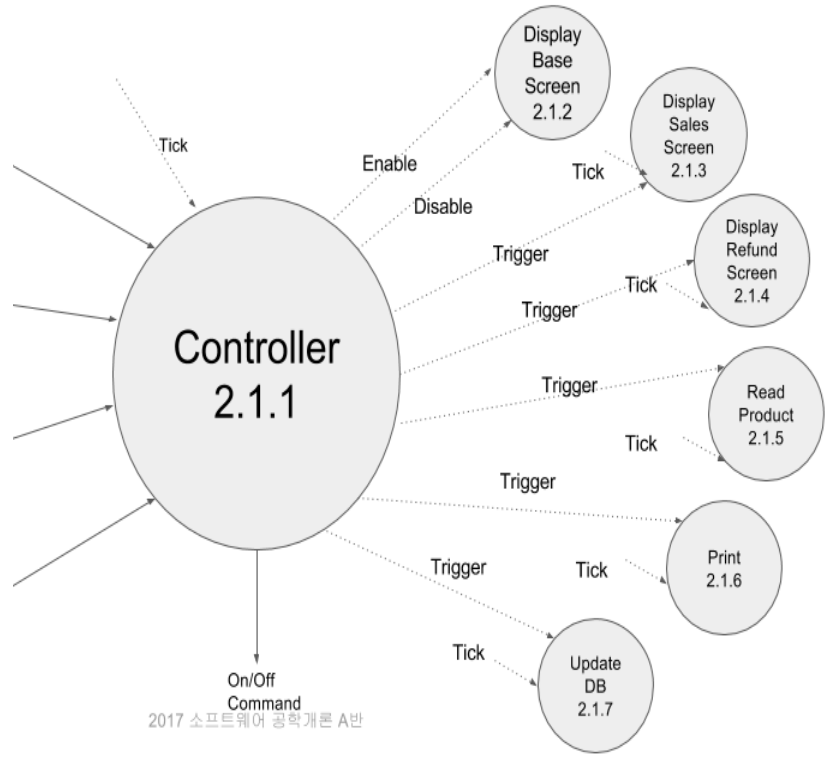 Display
Base
Screen
2.1.2
Display
Sales
Screen
2.1.3
Tick
Enable
Tick
Disable
Display
Refund
Screen
2.1.4
Trigger
Tick
Trigger
Controller
2.1.1
Trigger
Read
Product
2.1.5
Tick
Trigger
Print
2.1.6
Tick
Trigger
Tick
Update
DB
2.1.7
On/Off
Command
2017 소프트웨어 공학개론 A반